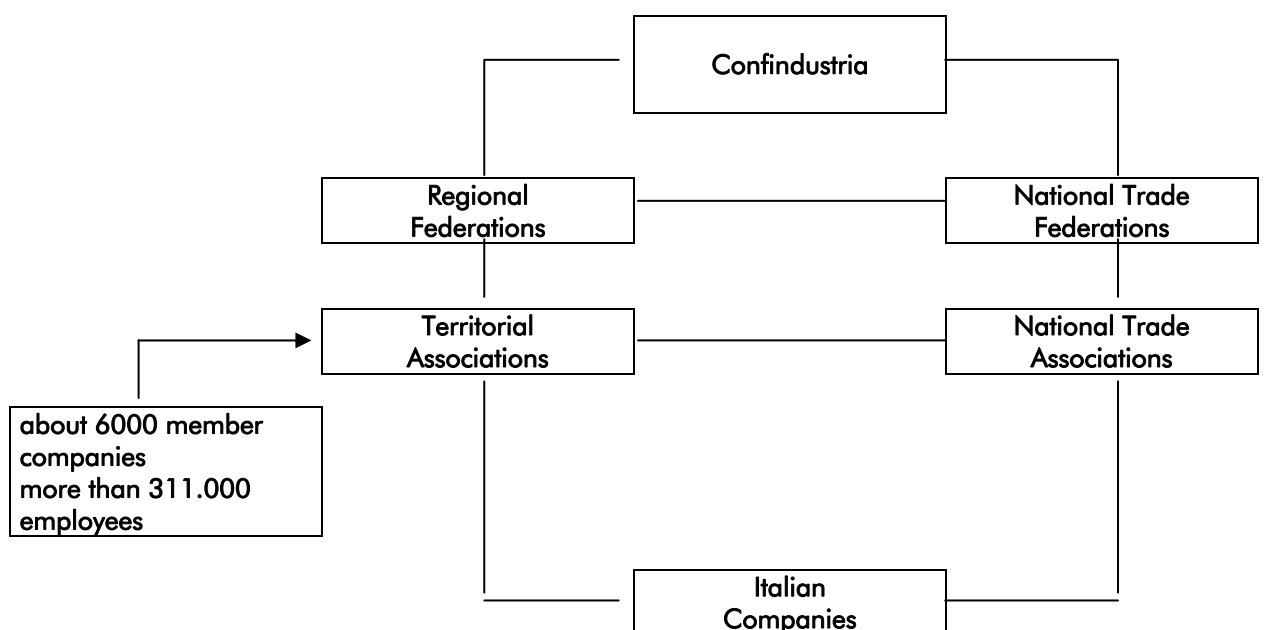 Confindustria
Regional
Federations
National Trade
Federations
Territorial
Associations
National Trade
Associations
about 6000 member
companies
more than 311.000
employees
Italian
Companies